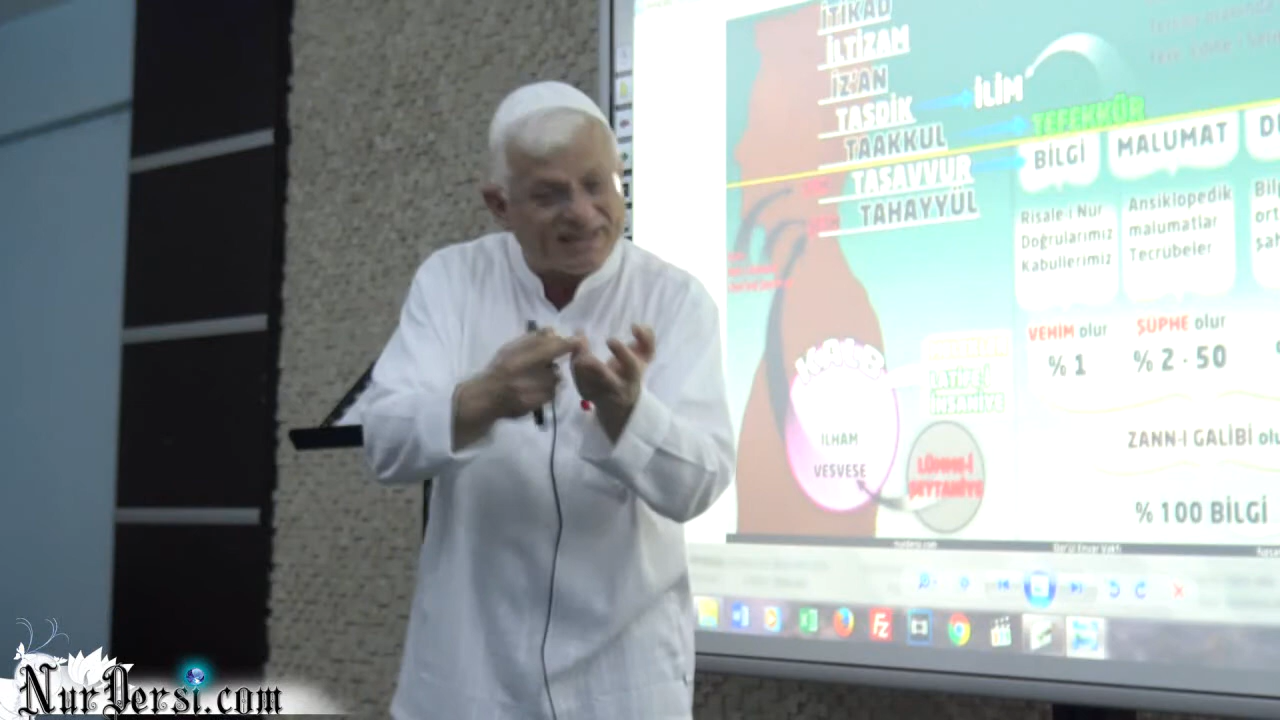 İTİKAD
İLTİZAM
İZ'AN
TASDİK
İLİM
TAAKKUL
TEFEKKÜR
TASAVVUR
TAHAYYÜL
BİLGİ
MALUMAT
Risale-i Nur
Doğrularımız
Kabullerimiz
Ansiklopedik
malumatlar
Tecrubeler
VEHİM olur
% 1
ŞÜPHE olur
% 2 - 50
LATİFE-İ
İNSANİYE
İLHAM
VESVESE
LÜMME-İ
ŞEYTANİYE
ZANN-I GALİBİ
% 100 BİLGİ
NurDersi.com